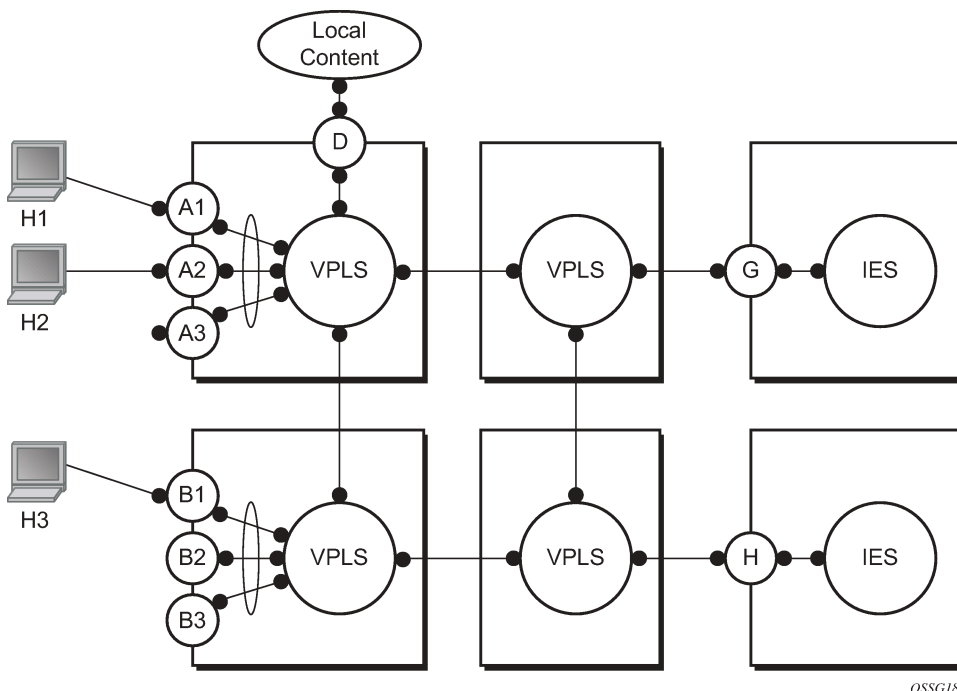 Local
Content
D
H1
A1
A2
H2
A3
VPLS
VPLS
G
IES
H3
B1
B2
B3
VPLS
VPLS
H
IES
OSSG18